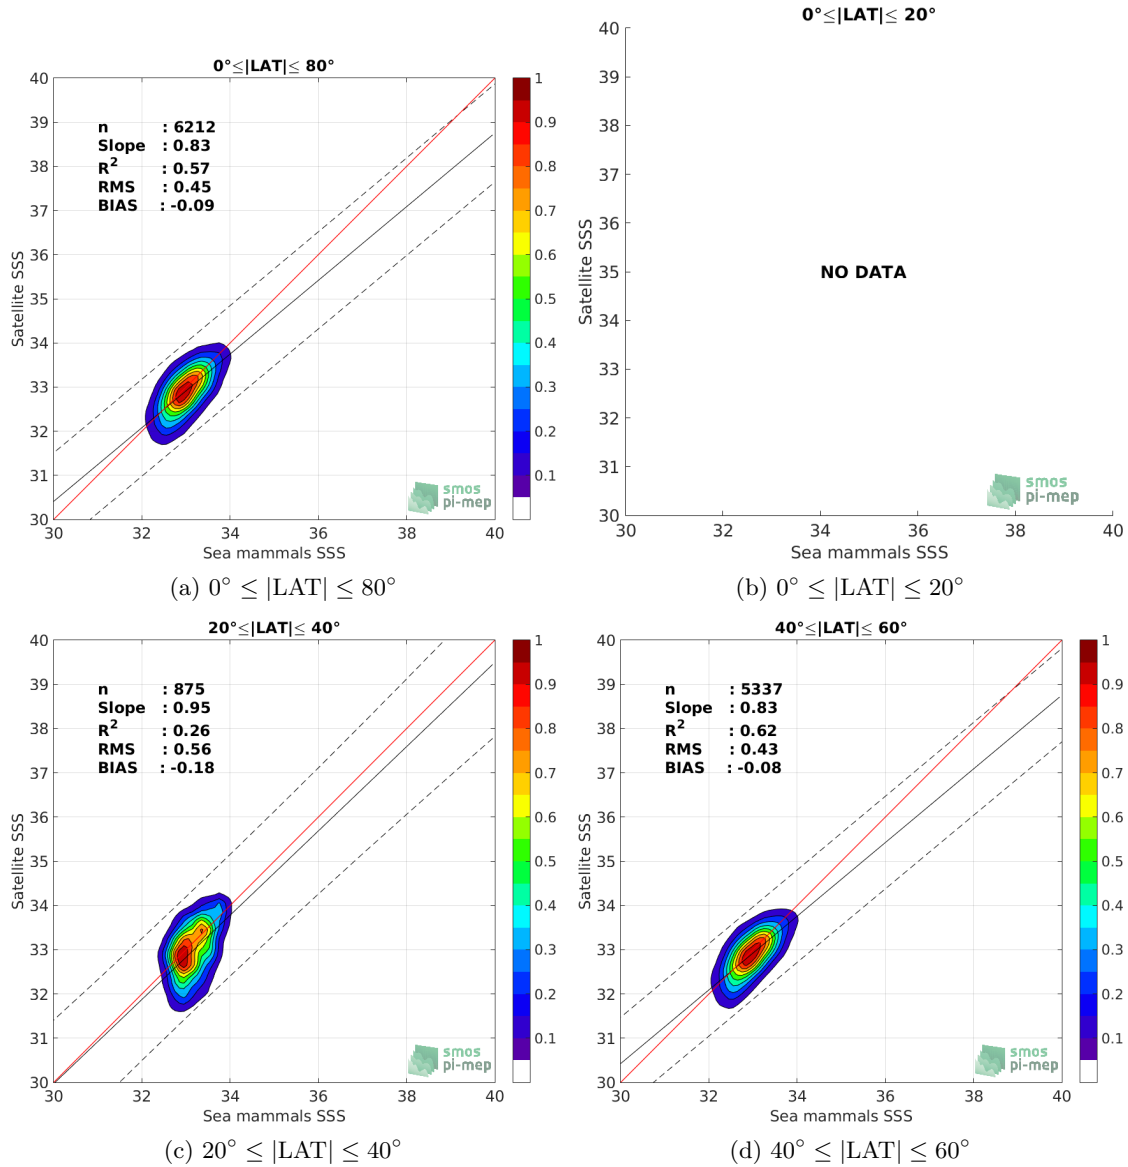 0°≤|LAT|≤ 80°
n : 6212
Slope : 0.83
R² : 0.57
RMS : 0.45
BIAS : -0.09
40
39
38
37
36
35
34
33
32
31
30
Satellite SSS
30 32 34 36 38 40
Sea mammals SSS
1
0.9
0.8
0.7
0.6
0.5
0.4
0.3
0.2
0.1
smos
pi-mep
(a) 0° ≤ |LAT| ≤ 80°
0°≤|LAT|≤ 20°
40
39
38
37
36
35
34
33
32
31
30
Satellite SSS
NO DATA
smos
pi-mep
30 32 34 36 38 40
Sea mammals SSS
(b) 0° ≤ |LAT| ≤ 20°
20°≤|LAT|≤ 40°
n : 875
Slope : 0.95
R² : 0.26
RMS : 0.56
BIAS : -0.18
40
39
38
37
36
35
34
33
32
31
30
Satellite SSS
30 32 34 36 38 40
Sea mammals SSS
1
0.9
0.8
0.7
0.6
0.5
0.4
0.3
0.2
0.1
smos
pi-mep
(c) 20° ≤ |LAT| ≤ 40°
40°≤|LAT|≤ 60°
n : 5337
Slope : 0.83
R² : 0.62
RMS : 0.43
BIAS : -0.08
40
39
38
37
36
35
34
33
32
31
30
Satellite SSS
30 32 34 36 38 40
Sea mammals SSS
1
0.9
0.8
0.7
0.6
0.5
0.4
0.3
0.2
0.1
smos
pi-mep
(d) 40° ≤ |LAT| ≤ 60°